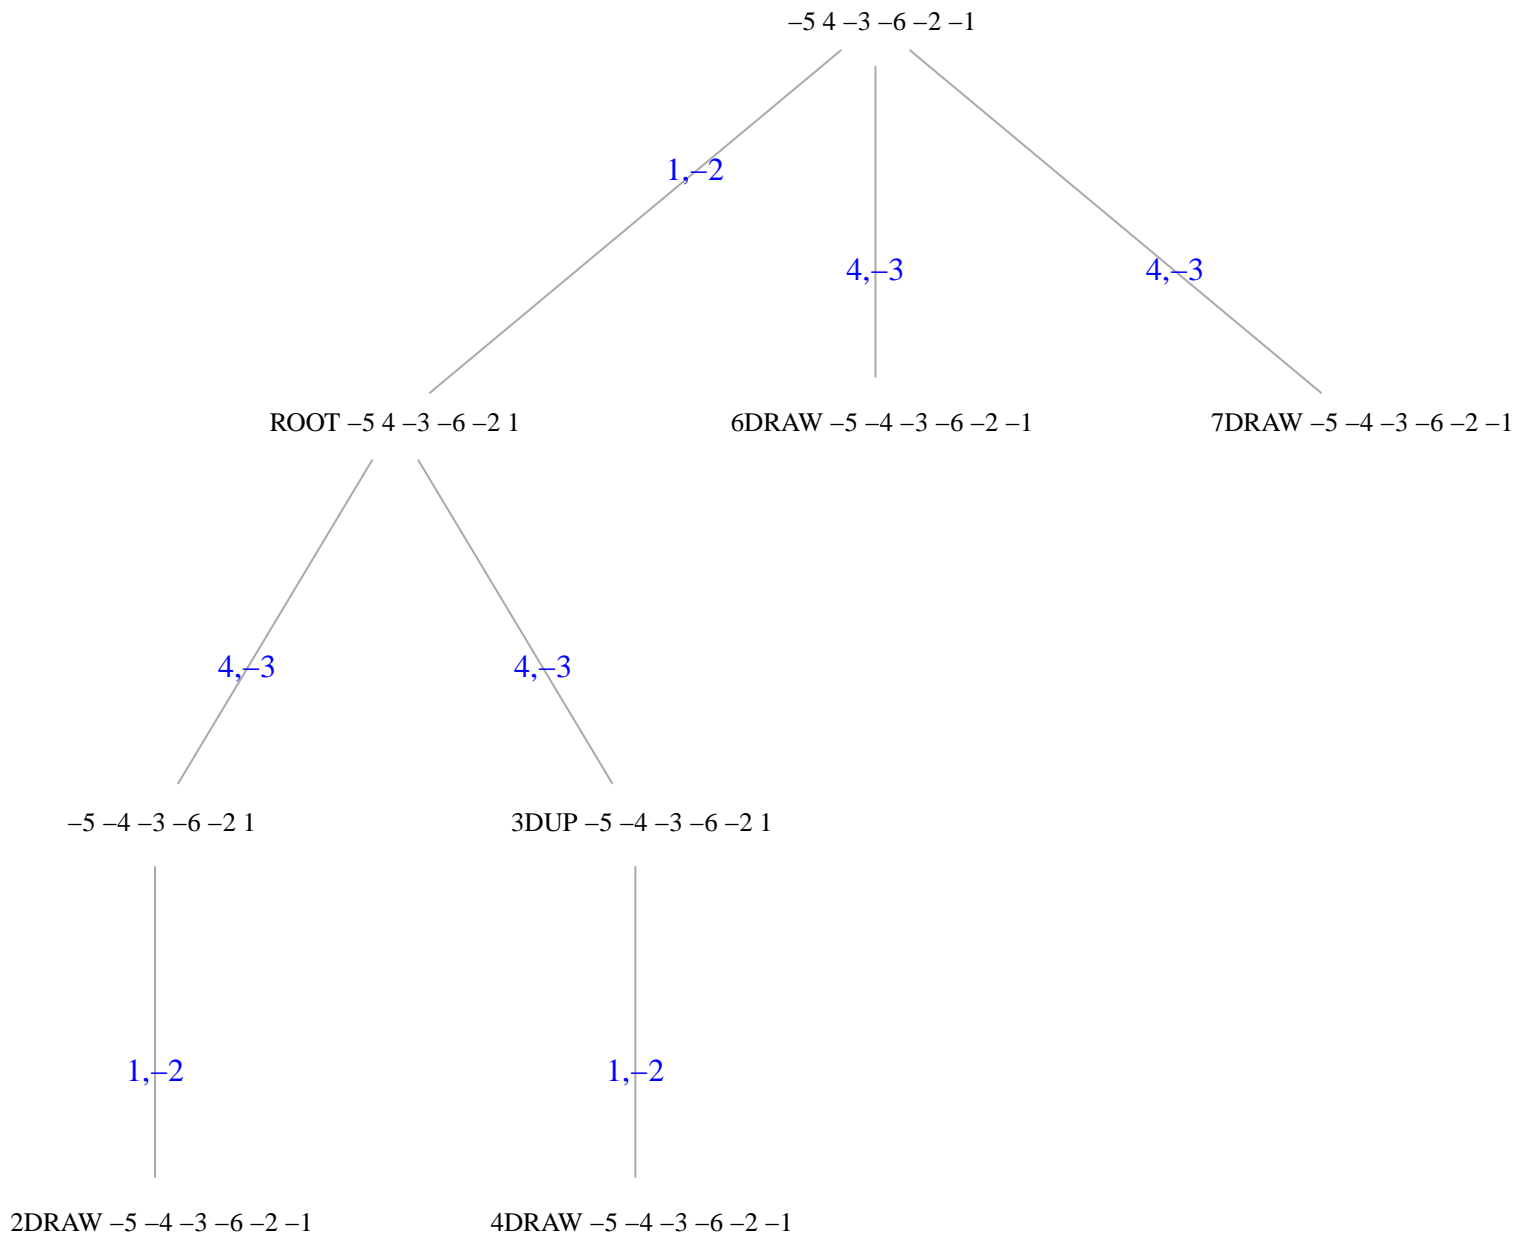 –5 4 –3 –6 –2 –1
1,–2
4,–3
4,–3
ROOT –5 4 –3 –6 –2 1
6DRAW –5 –4 –3 –6 –2 –1
7DRAW –5 –4 –3 –6 –2 –1
4,–3
4,–3
–5 –4 –3 –6 –2 1
3DUP –5 –4 –3 –6 –2 1
1,–2
1,–2
2DRAW –5 –4 –3 –6 –2 –1
4DRAW –5 –4 –3 –6 –2 –1